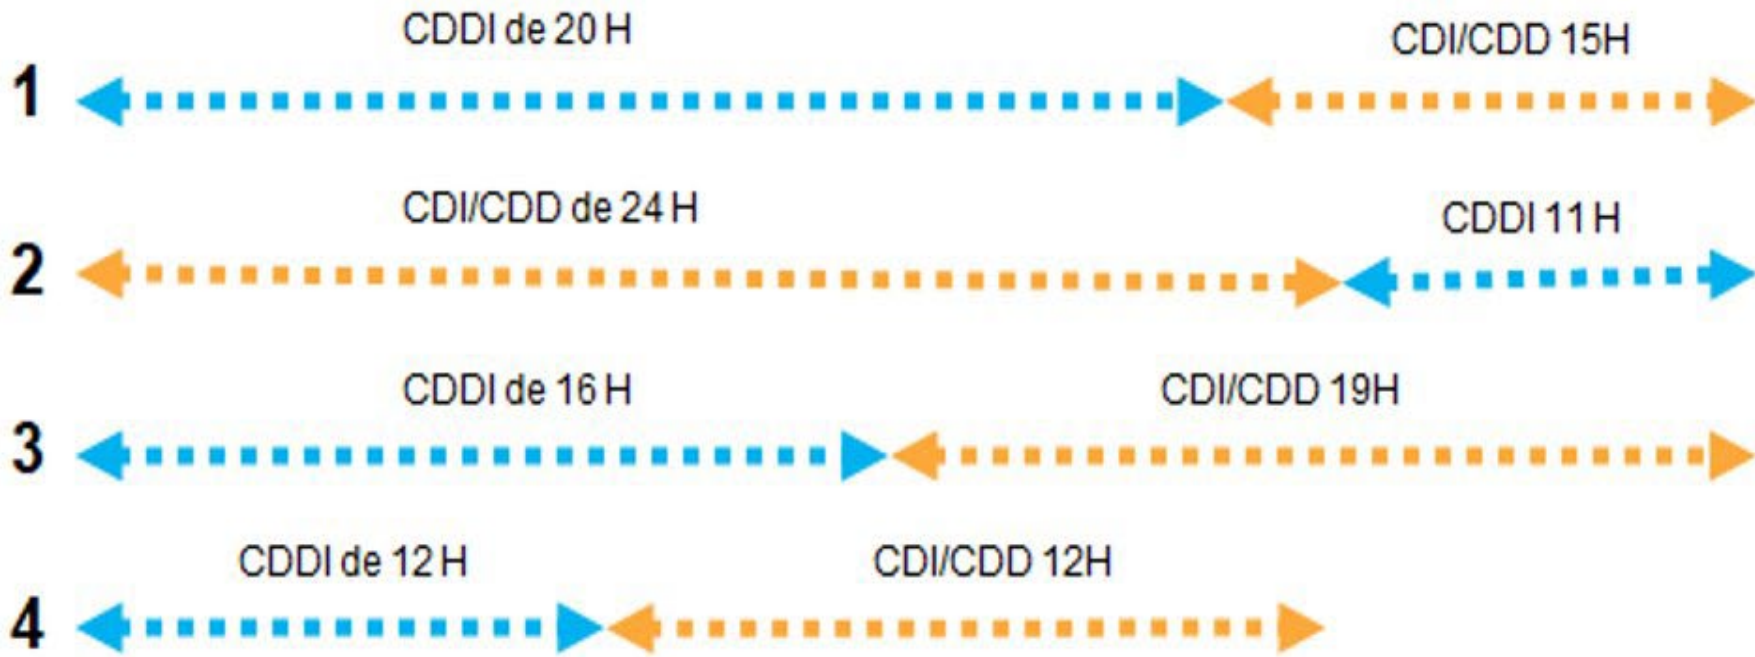 CDDI de 20 H
CDI/CDD 15H
1
CDI/CDD de 24 H
CDDI 11 H
2
CDDI de 16 H
CDI/CDD 19H
3
CDDI de 12 H
CDI/CDD 12H
4